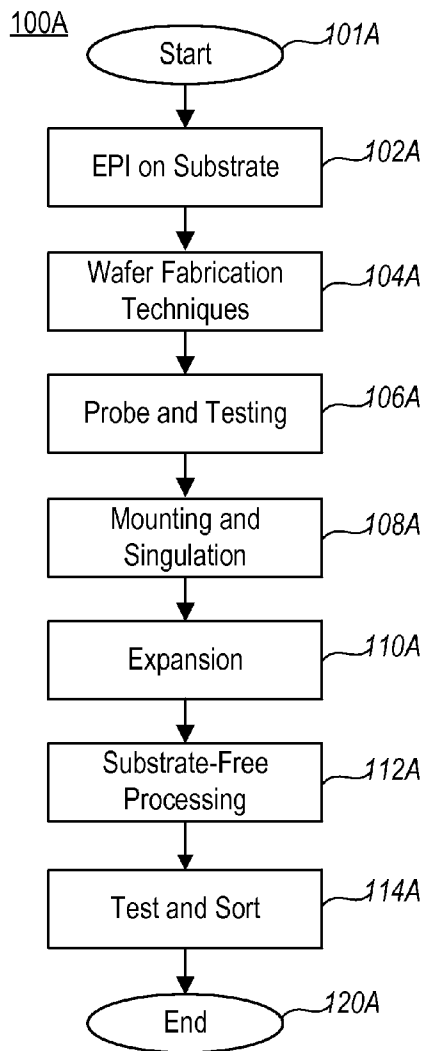 100A
Start
101A
EPI on Substrate
102A
Wafer Fabrication
Techniques
104A
Probe and Testing
106A
Mounting and
Singulation
108A
Expansion
110A
Substrate-Free
Processing
112A
Test and Sort
114A
End
120A